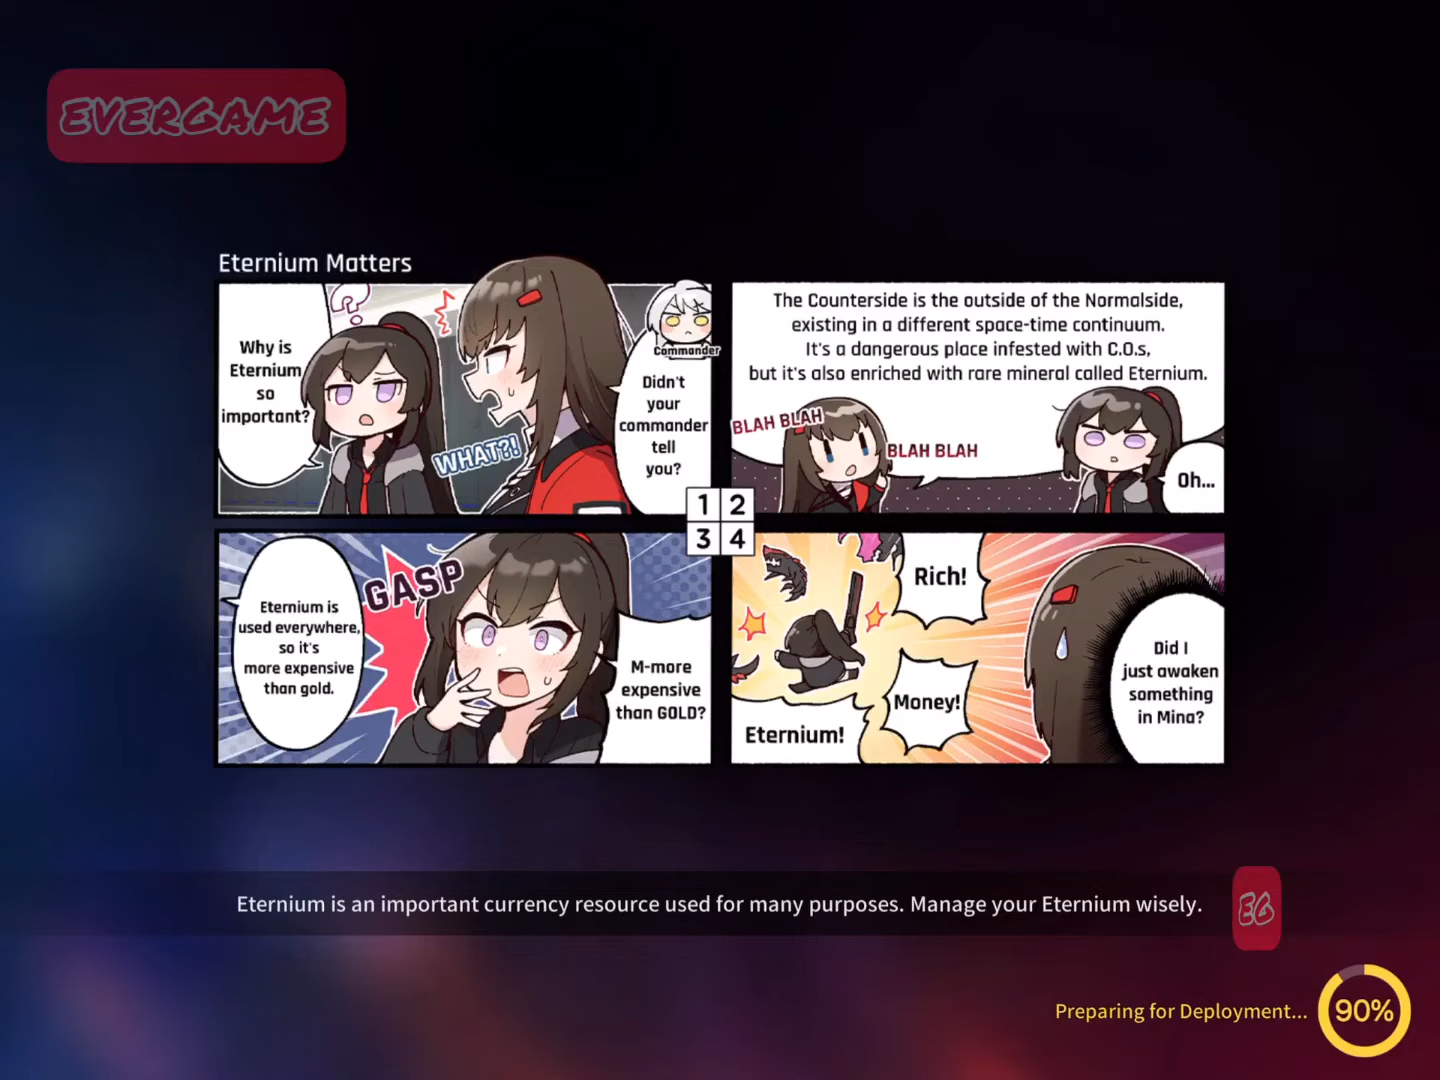 EVERGAME
Eternium Matters
Why is
Eternium
so
important?
?
WHAT?!
Commander
Didn't
your
commander
tell
you?
The Counterside is the outside of the Normalside,
existing in a different space-time continuum.
It's a dangerous place infested with C.O.s,
but it's also enriched with rare mineral called Eternium.
BLAH BLAH
BLAH BLAH
Oh...
1 2
3 4
Eternium is
used everywhere,
so it's
more expensive
than gold.
GASP
M-more
expensive
than GOLD?
Rich!
Money!
Eternium!
Did I
just awaken
something
in Mina?
Eternium is an important currency resource used for many purposes. Manage your Eternium wisely.
EG
Preparing for Deployment...
90%